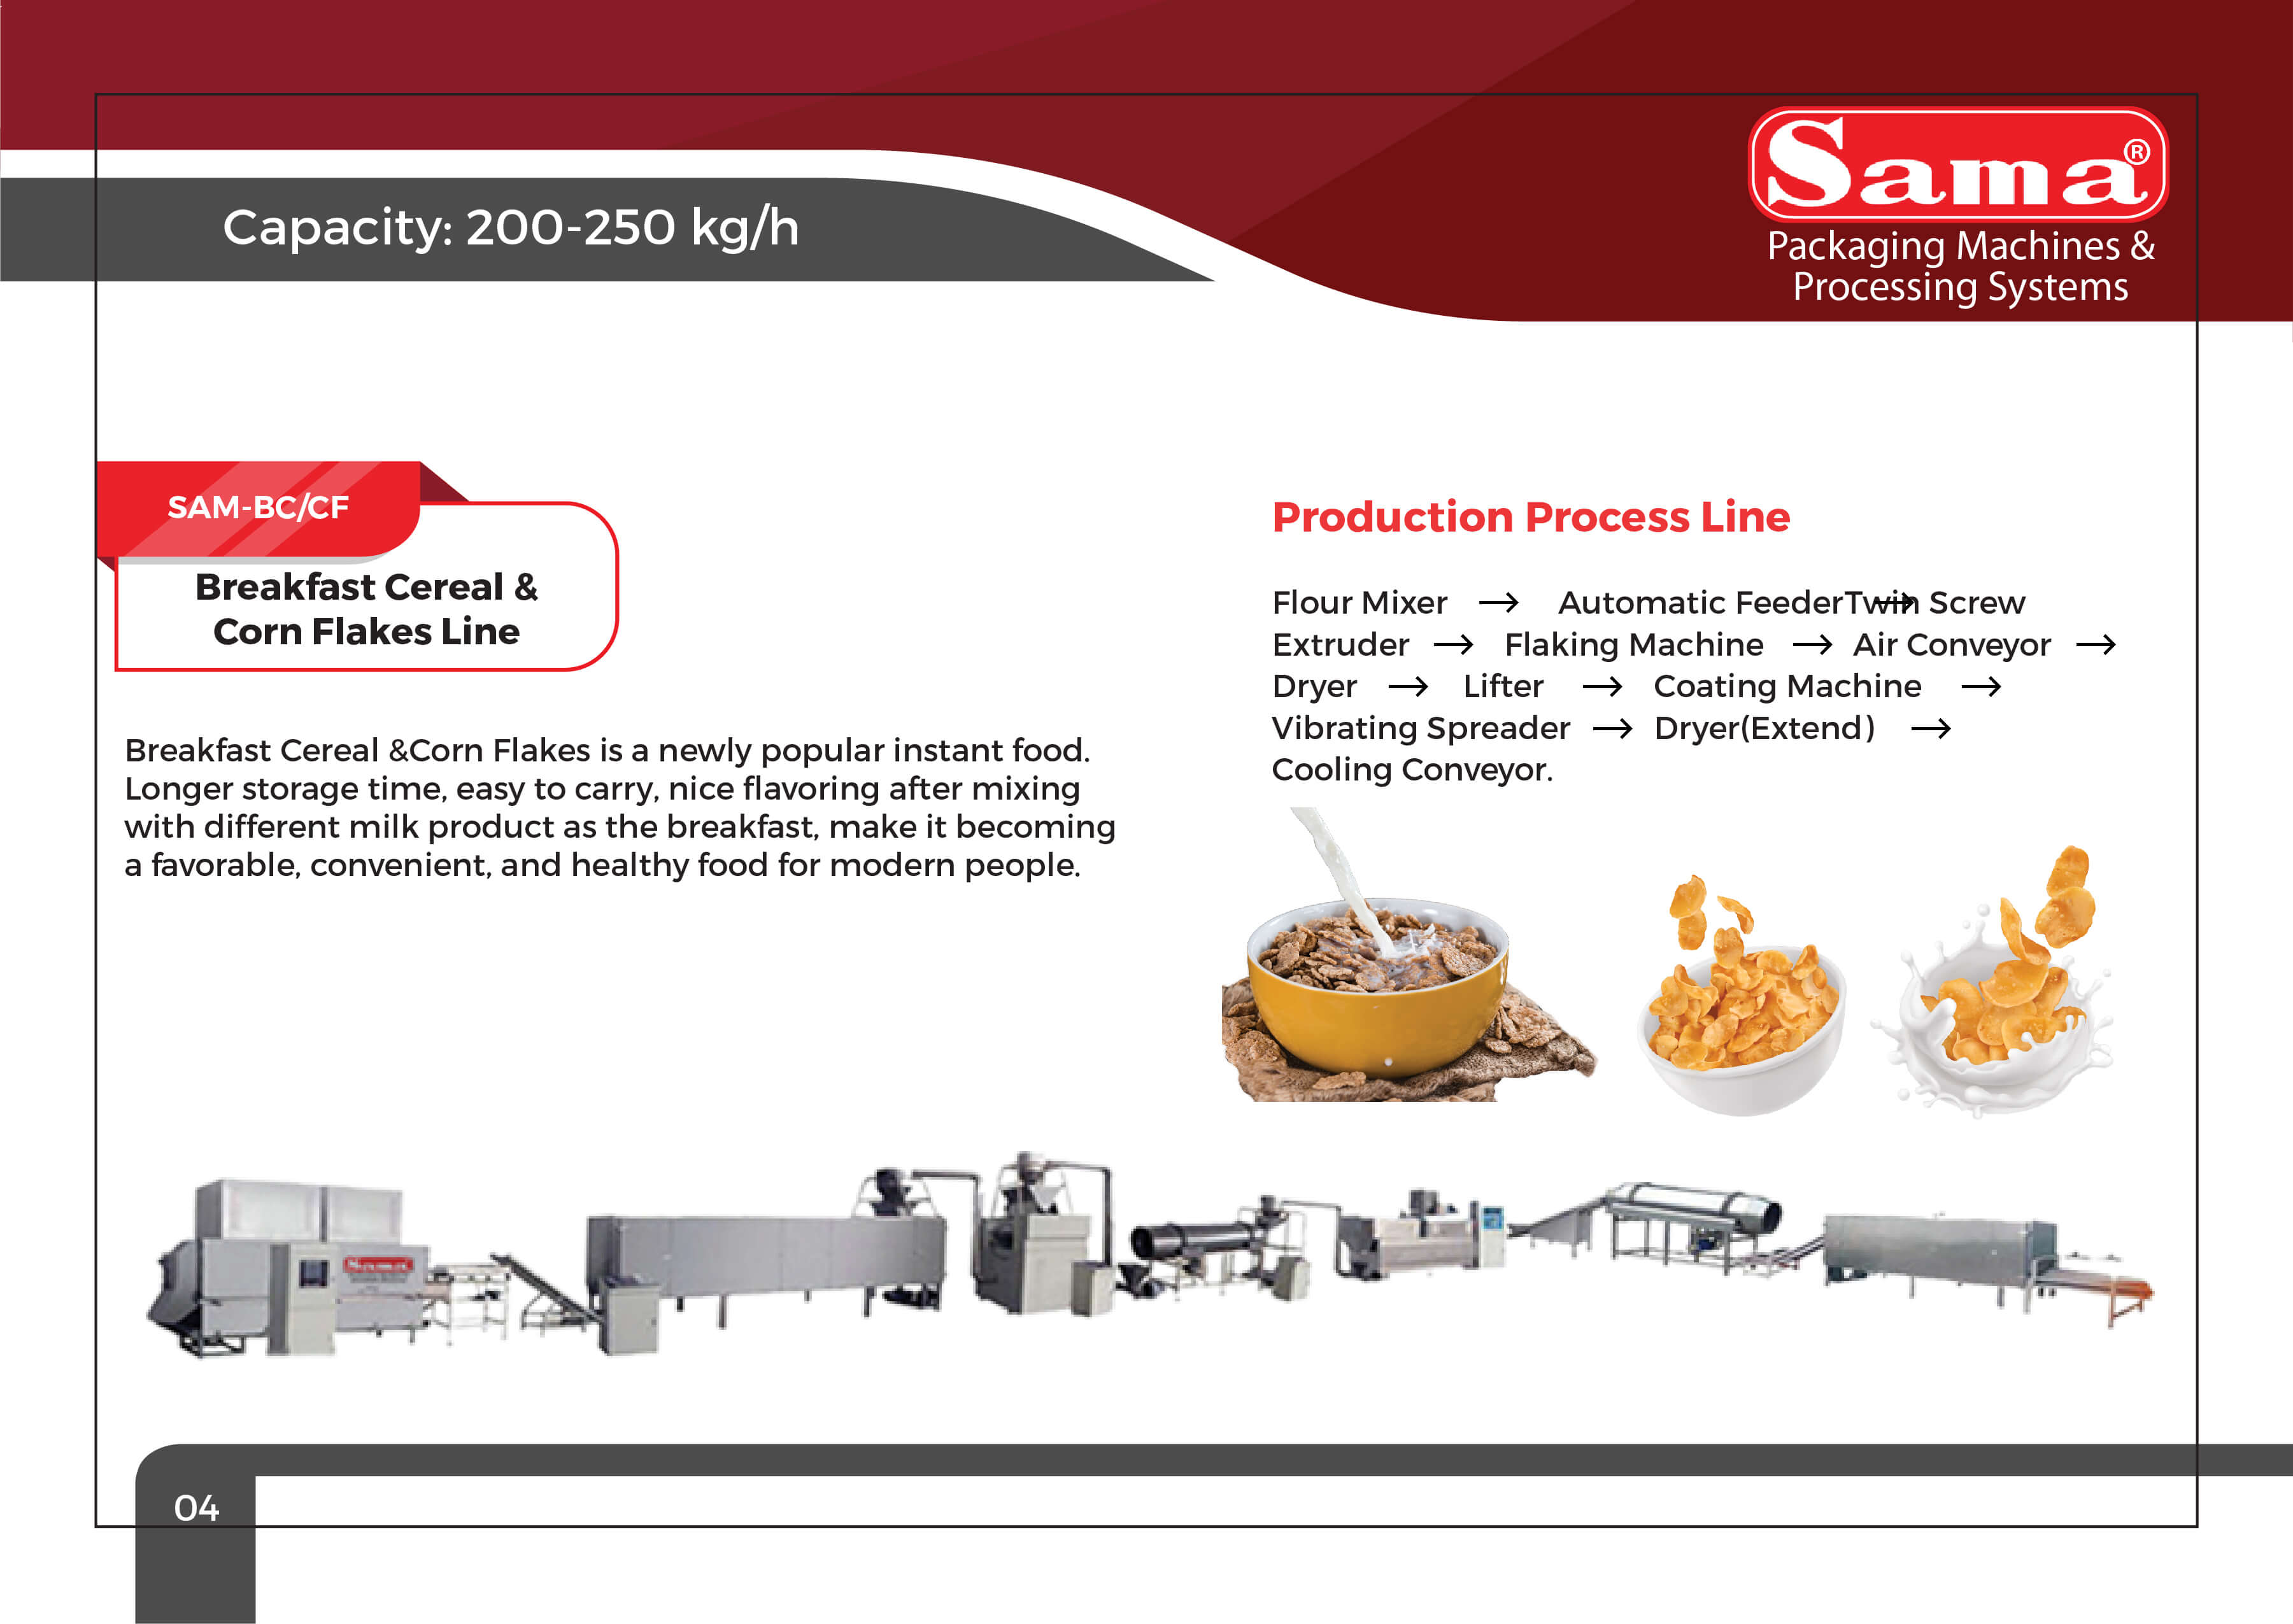 Capacity: 200-250 kg/h
Sama®
Packaging Machines &
Processing Systems
SAM-BC/CF
Breakfast Cereal &
Corn Flakes Line
Breakfast Cereal &Corn Flakes is a newly popular instant food.
Longer storage time, easy to carry, nice flavoring after mixing
with different milk product as the breakfast, make it becoming
a favorable, convenient, and healthy food for modern people.
Production Process Line
Flour Mixer → Automatic FeederTwin Screw →
Extruder → Flaking Machine → Air Conveyor →
Dryer → Lifter → Coating Machine →
Vibrating Spreader → Dryer(Extend) →
Cooling Conveyor.
Sama
04